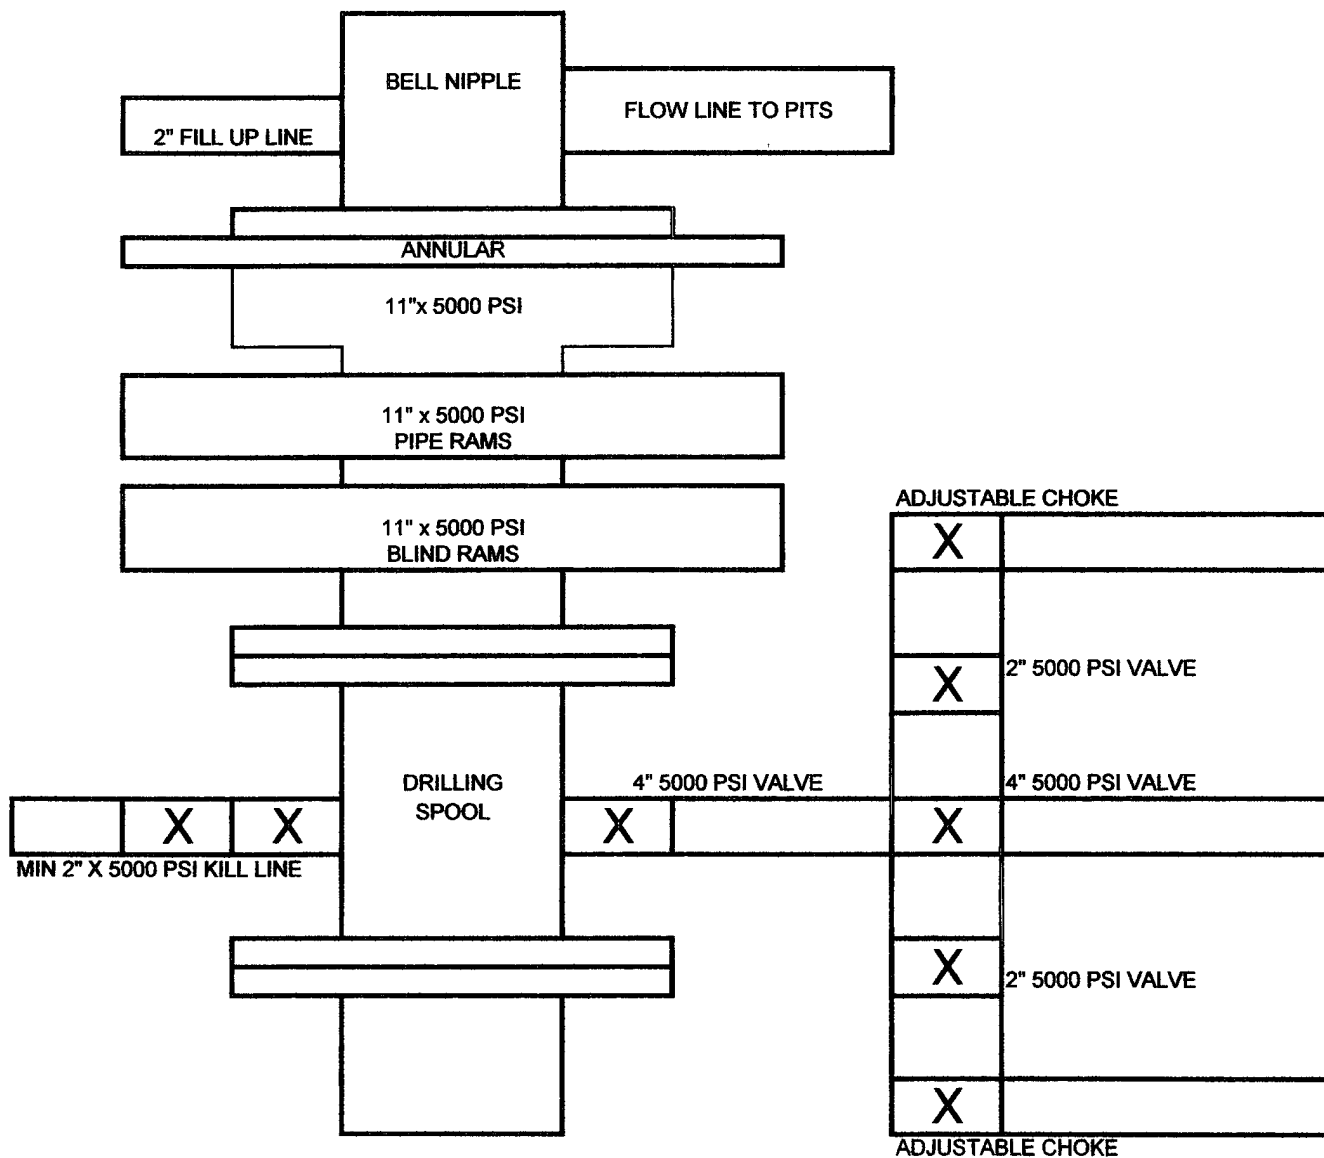 BELL NIPPLE
FLOW LINE TO PITS
2" FILL UP LINE
ANNULAR
11"x 5000 PSI
11" x 5000 PSI
PIPE RAMS
11" x 5000 PSI
BLIND RAMS
ADJUSTABLE CHOKE
X
2" 5000 PSI VALVE
X
DRILLING
SPOOL
4" 5000 PSI VALVE
4" 5000 PSI VALVE
X
X
X
X
MIN 2" X 5000 PSI KILL LINE
X
2" 5000 PSI VALVE
X
ADJUSTABLE CHOKE